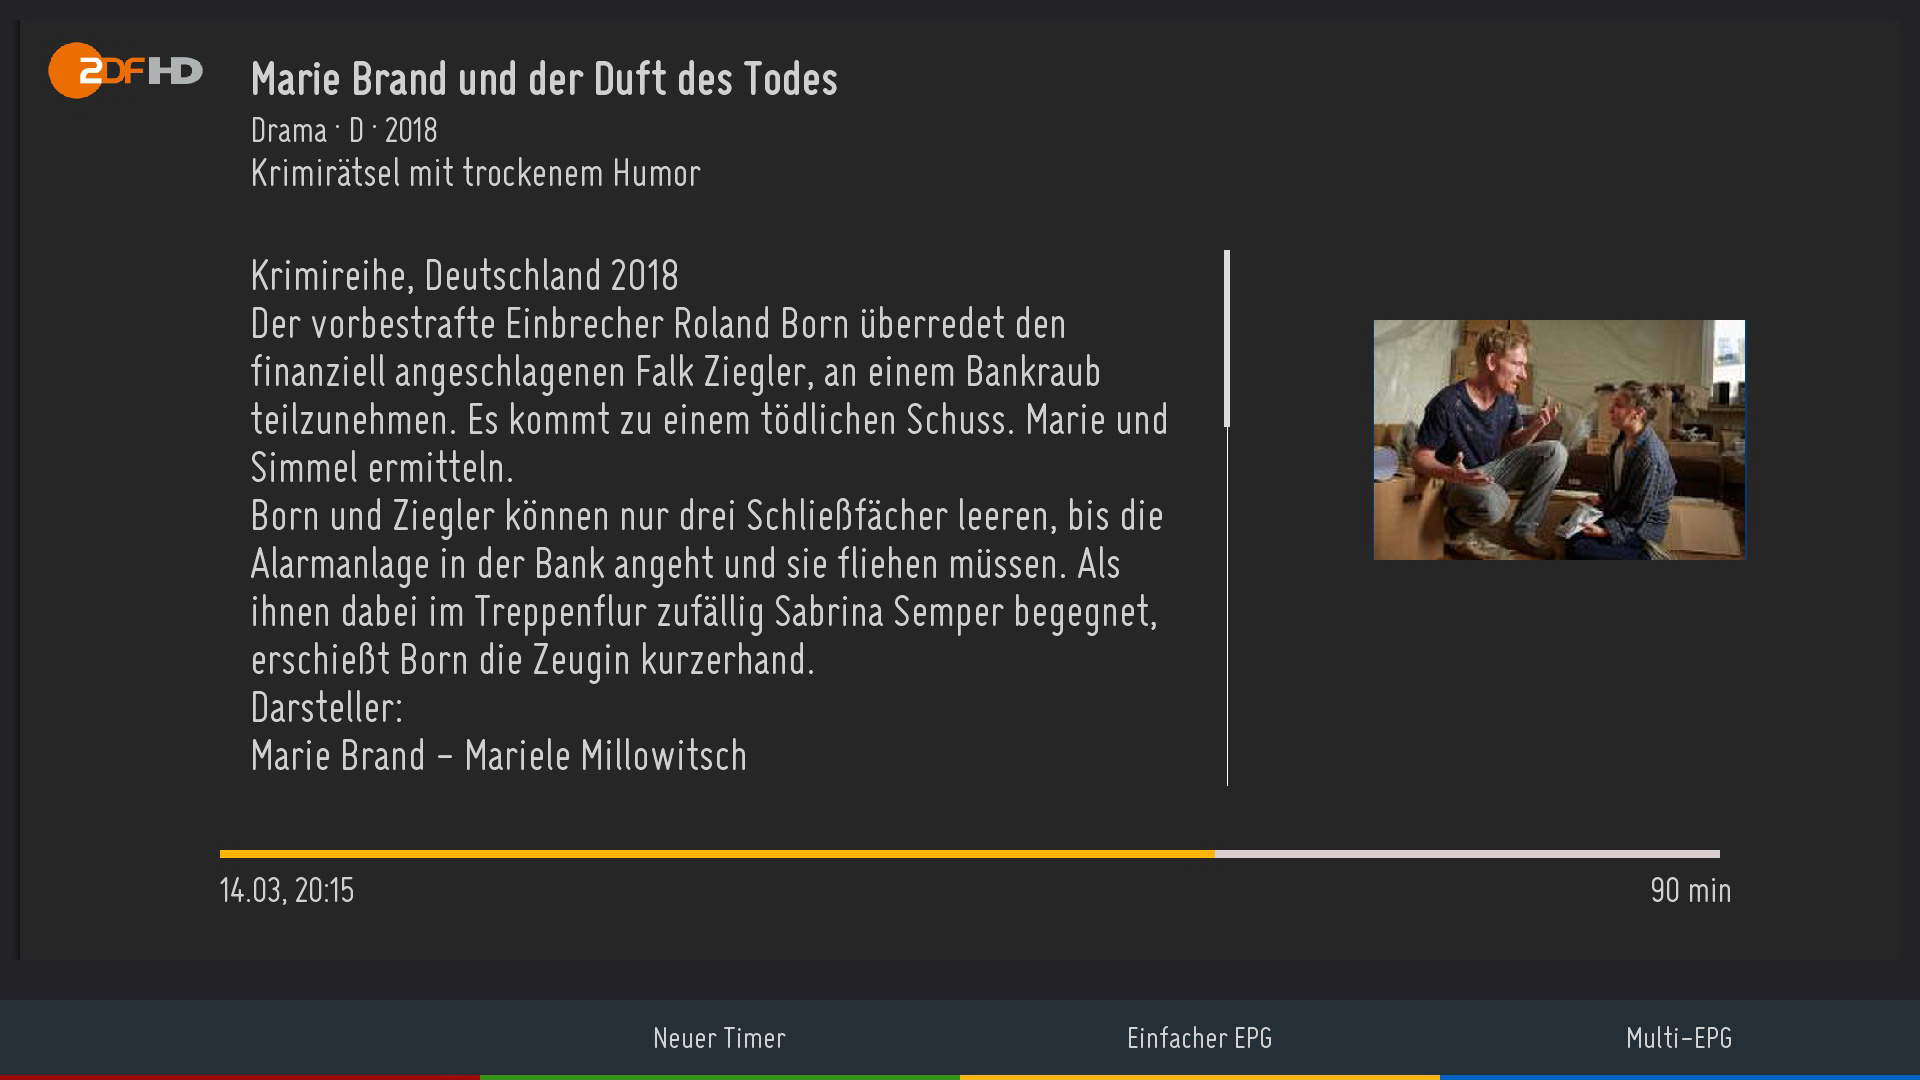 ZDF HD
Marie Brand und der Duft des Todes
Drama · D · 2018
Krimirätsel mit trockenem Humor
Krimireihe, Deutschland 2018
Der vorbestrafte Einbrecher Roland Born überredet den
finanziell angeschlagenen Falk Ziegler, an einem Bankraub
teilzunehmen. Es kommt zu einem tödlichen Schuss. Marie und
Simmel ermitteln.
Born und Ziegler können nur drei Schließfächer leeren, bis die
Alarmanlage in der Bank angeht und sie fliehen müssen. Als
ihnen dabei im Treppenflur zufällig Sabrina Semper begegnet,
erschießt Born die Zeugin kurzerhand.
Darsteller:
Marie Brand - Mariele Millowitsch
14.03, 20:15
90 min
Neuer Timer
Einfacher EPG
Multi-EPG